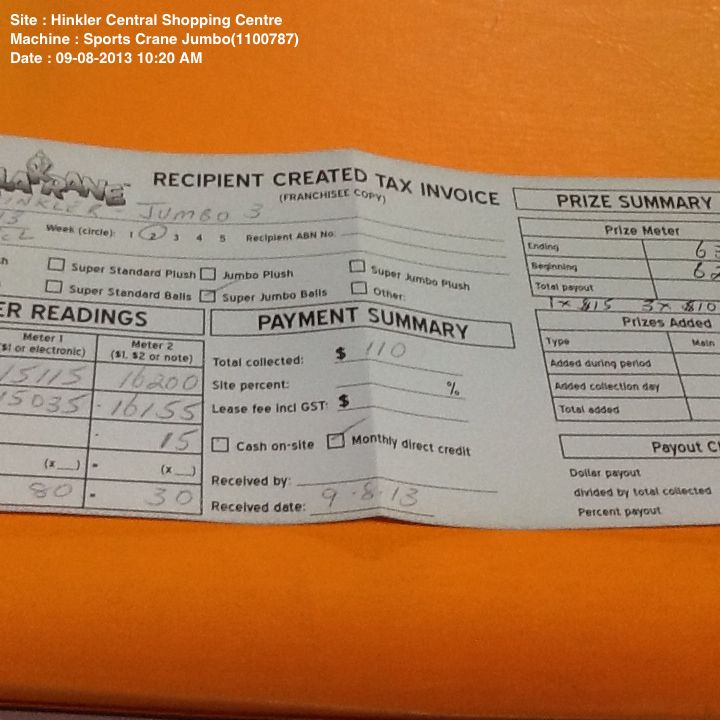 Site : Hinkler Central Shopping Centre
Machine : Sports Crane Jumbo(1100787)
Date : 09-08-2013 10:20 AM
RECIPIENT CREATED TAX INVOICE
(FRANCHISEE COPY)
HINKLER - JUMBO 3
Week (circle): 1 2 3 4 5 Recipient ABN No:
Super Standard Plush Jumbo Plush Super Jumbo Plush
Super Standard Balls Super Jumbo Balls Other:
ER READINGS
Meter 1 Meter 2
($1 or electronic) ($1, $2 or note)
15115 16200
15035 - 16155
- 15
(x__) = (x__)
80 = 30
PAYMENT SUMMARY
Total collected: $ 110
Site percent: %
Lease fee incl GST: $
Cash on-site Monthly direct credit
Received by:
Received date: 9.8.13
PRIZE SUMMARY
Prize Meter
Ending
Beginning
Total payout
1x $15 3x $10
Prizes Added
Type Main
Added during period
Added collection day
Total added
Payout C
Dollar payout
divided by total collected
Percent payout